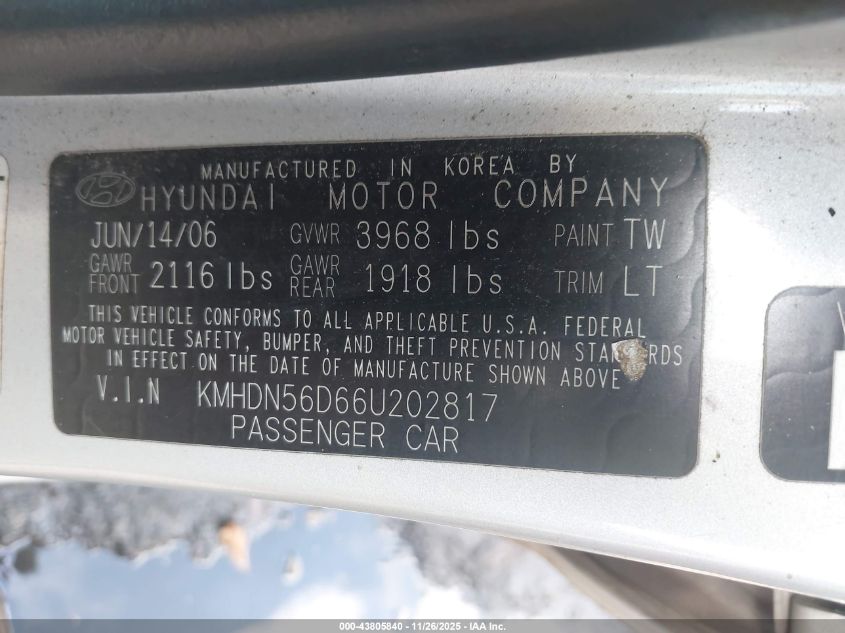 MANUFACTURED IN KOREA BY
HYUNDAI MOTOR COMPANY
JUN/14/06 GVWR 3968 lbs PAINT TW
GAWR FRONT 2116 lbs GAWR REAR 1918 lbs TRIM LT
THIS VEHICLE CONFORMS TO ALL APPLICABLE U.S.A. FEDERAL
MOTOR VEHICLE SAFETY, BUMPER, AND THEFT PREVENTION STANDARDS
IN EFFECT ON THE DATE OF MANUFACTURE SHOWN ABOVE
V.I.N KMHDN56D66U202817
PASSENGER CAR
000-43805840 - 11/26/2025 - IAA Inc.